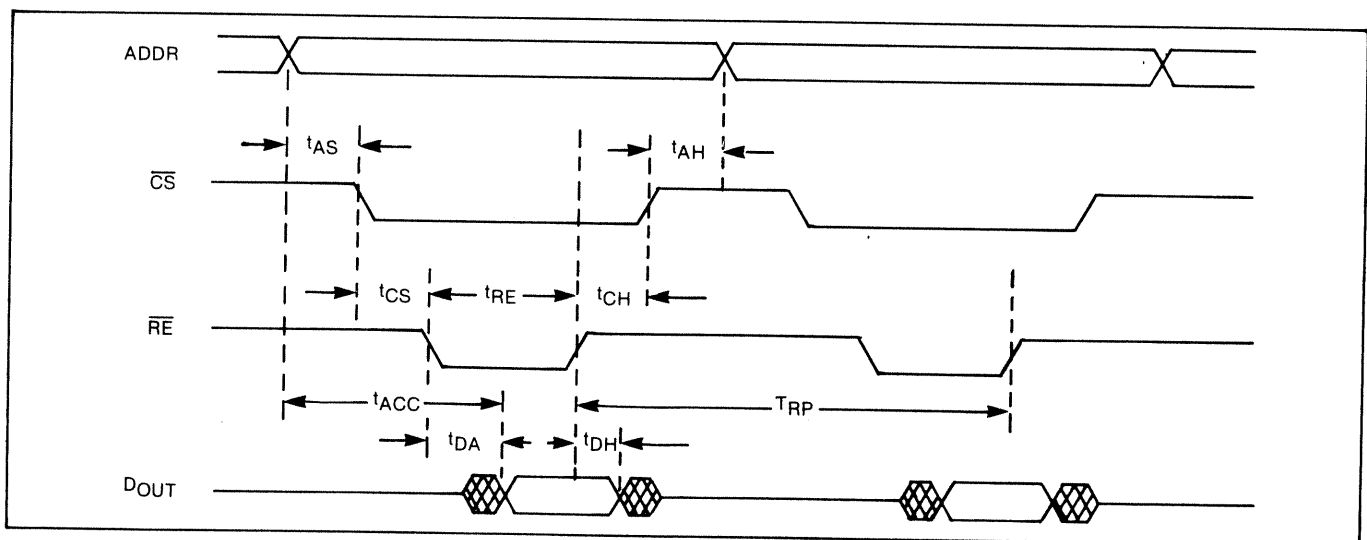 ADDR
tAS
tAH
CS
tCS
tRE
tCH
RE
tACC
TRP
tDA
tDH
DOUT